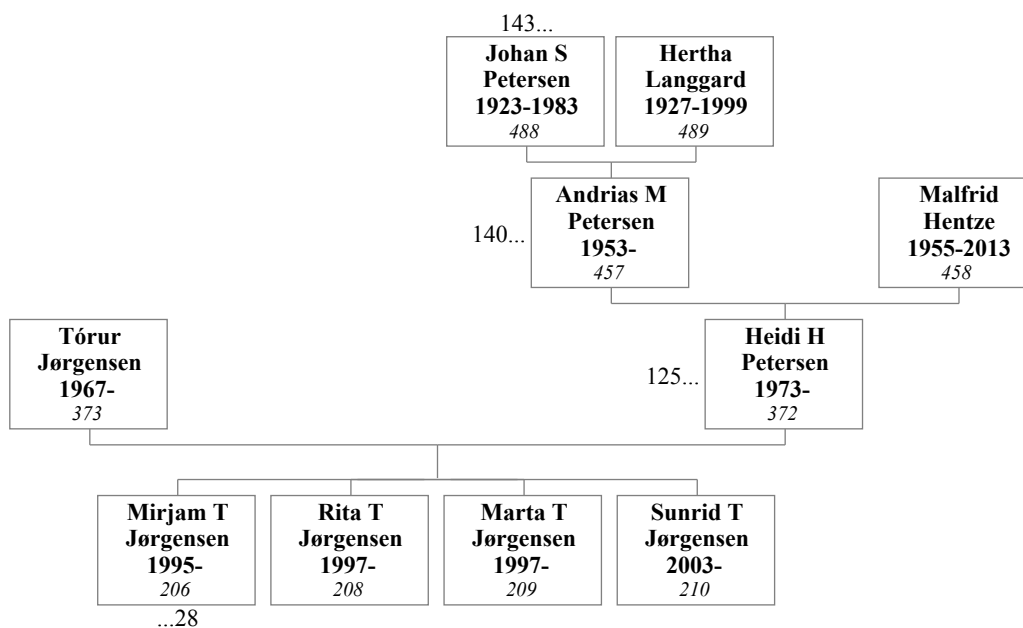 143...
Johan S
Petersen
1923-1983
488
Hertha
Langgard
1927-1999
489
140...
Andrias M
Petersen
1953-
457
Malfrid
Hentze
1955-2013
458
Tórur
Jørgensen
1967-
373
125...
Heidi H
Petersen
1973-
372
Mirjam T
Jørgensen
1995-
206
...28
Rita T
Jørgensen
1997-
208
Marta T
Jørgensen
1997-
209
Sunrid T
Jørgensen
2003-
210